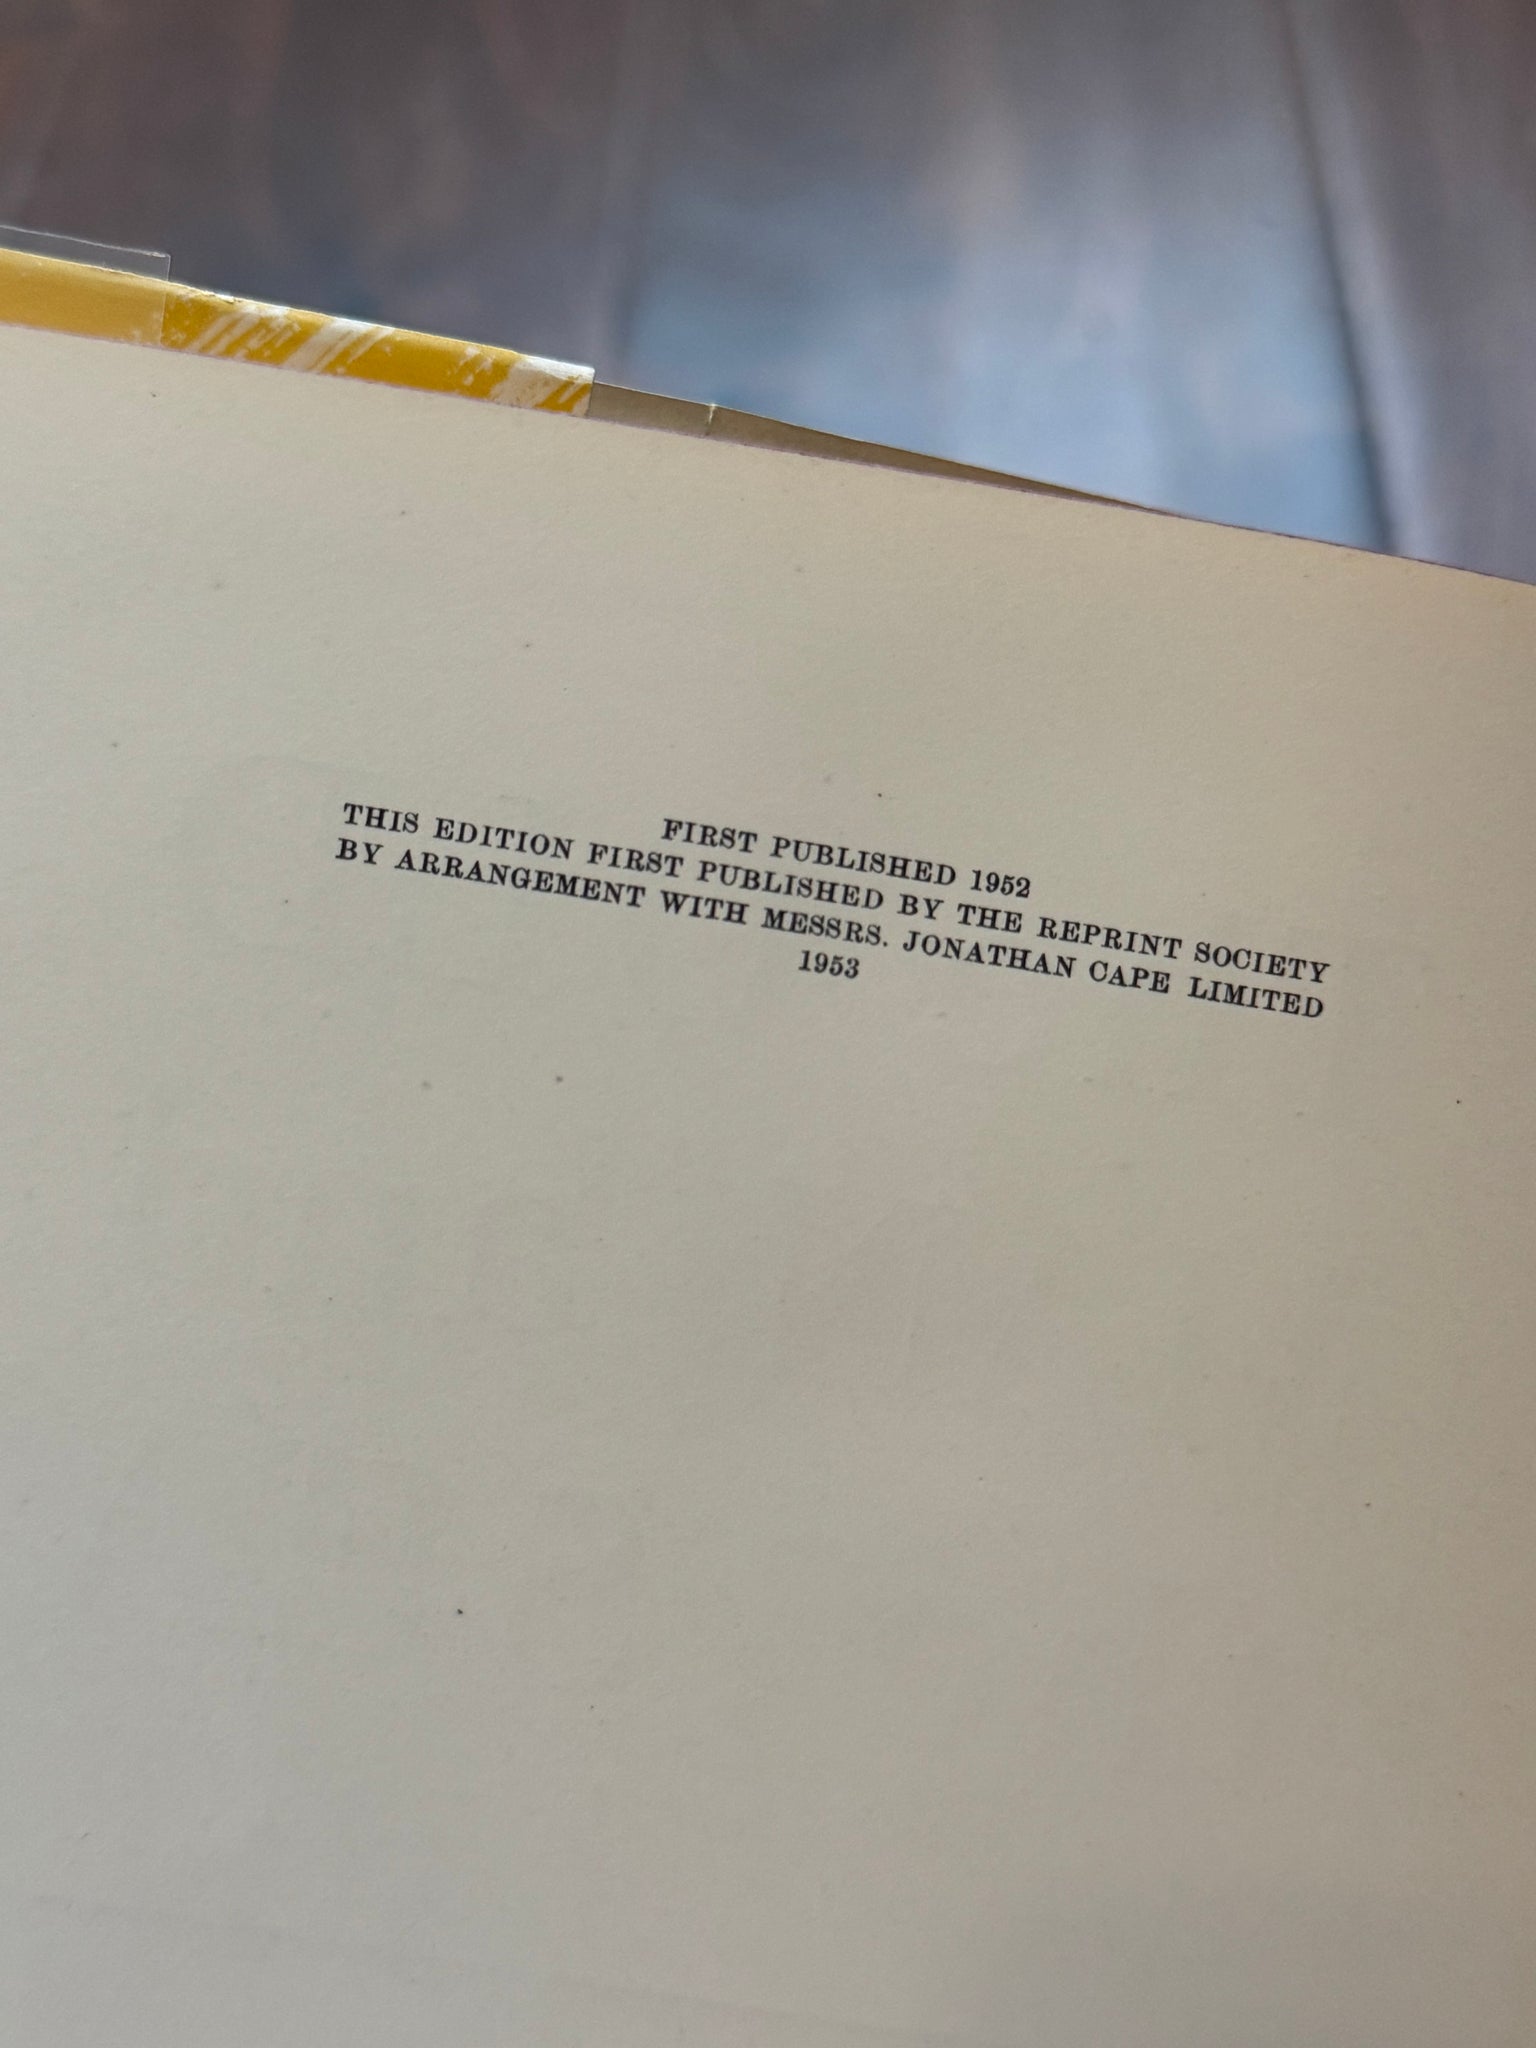 FIRST PUBLISHED 1952
THIS EDITION FIRST PUBLISHED BY THE REPRINT SOCIETY
BY ARRANGEMENT WITH MESSRS. JONATHAN CAPE LIMITED
1953